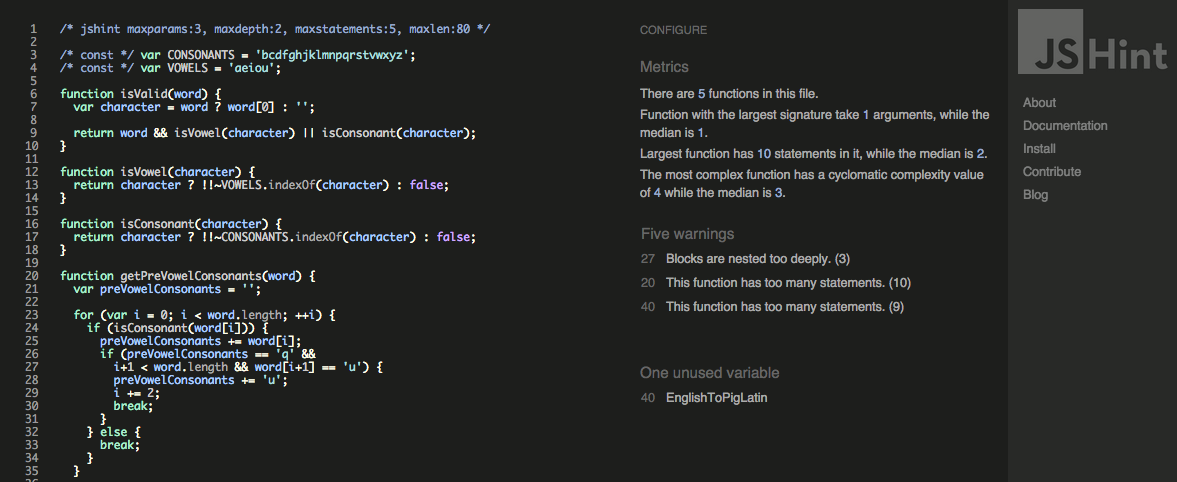 1 /* jshint maxparams:3, maxdepth:2, maxstatements:5, maxlen:80 */
2
3 /* const */ var CONSONANTS = 'bcdfghjklmnpqrstvwxyz';
4 /* const */ var VOWELS = 'aeiou';
5
6 function isValid(word) {
7   var character = word ? word[0] : '';
8
9   return word && isVowel(character) || isConsonant(character);
10 }
11
12 function isVowel(character) {
13   return character ? !!~VOWELS.indexOf(character) : false;
14 }
15
16 function isConsonant(character) {
17   return character ? !!~CONSONANTS.indexOf(character) : false;
18 }
19
20 function getPreVowelConsonants(word) {
21   var preVowelConsonants = '';
22
23   for (var i = 0; i < word.length; ++i) {
24     if (isConsonant(word[i])) {
25       preVowelConsonants += word[i];
26       if (preVowelConsonants == 'q' &&
27         i+1 < word.length && word[i+1] == 'u') {
28         preVowelConsonants += 'u';
29         i += 2;
30         break;
31       }
32     } else {
33       break;
34     }
35   }
CONFIGURE
Metrics
There are 5 functions in this file.
Function with the largest signature take 1 arguments, while the
median is 1.
Largest function has 10 statements in it, while the median is 2.
The most complex function has a cyclomatic complexity value
of 4 while the median is 3.
Five warnings
27 Blocks are nested too deeply. (3)
20 This function has too many statements. (10)
40 This function has too many statements. (9)
One unused variable
40 EnglishToPigLatin
JSHint
About
Documentation
Install
Contribute
Blog